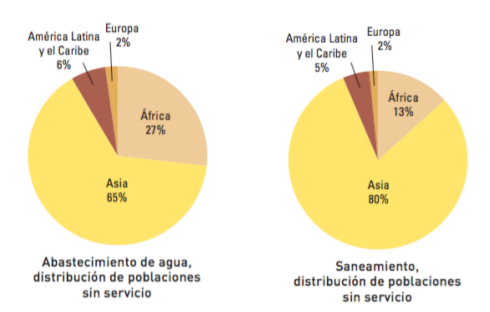 América Latina
y el Caribe
6%
Europa
2%
África
27%
Asia
65%
Abastecimiento de agua,
distribución de poblaciones
sin servicio
América Latina
y el Caribe
5%
Europa
2%
África
13%
Asia
80%
Saneamiento,
distribución de poblaciones
sin servicio